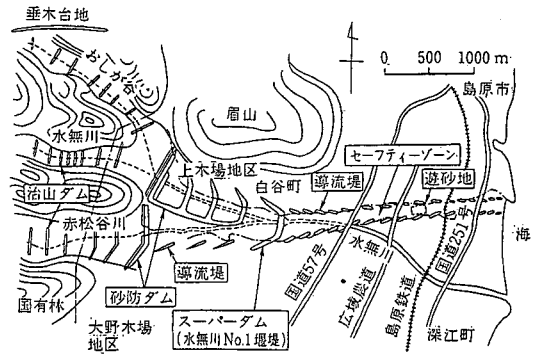 垂木台地
おしが谷
水無川
眉山
0 500 1000 m
島原市
セーフティーゾーン
上木場地区
白谷町
導流堤
遊砂地
治山ダム
赤松谷川
国有林
砂防ダム
導流堤
大野木場
地区
スーパーダム
(水無川No.1堰堤)
国道57号
水無川
広域農道
島原鉄道
国道251号
深江町
海